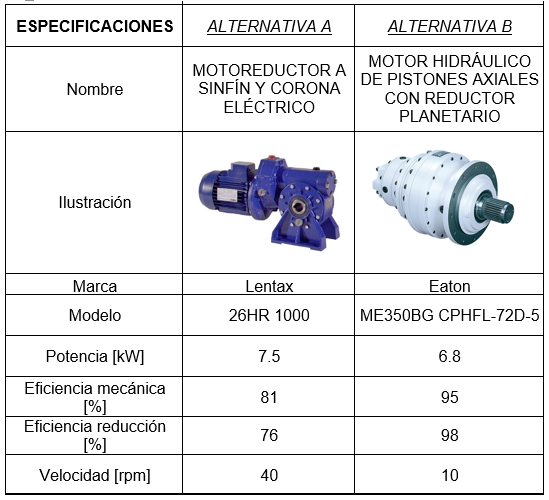 ESPECIFICACIONES ALTERNATIVA A ALTERNATIVA B
Nombre
MOTOREDUCTOR A
SINFÍN Y CORONA
ELÉCTRICO
MOTOR HIDRÁULICO
DE PISTONES AXIALES
CON REDUCTOR
PLANETARIO
Ilustración
Marca Lentax Eaton
Modelo 26HR 1000 ME350BG CPHFL-72D-5
Potencia [kW] 7.5 6.8
Eficiencia mecánica
[%] 81 95
Eficiencia reducción
[%] 76 98
Velocidad [rpm] 40 10